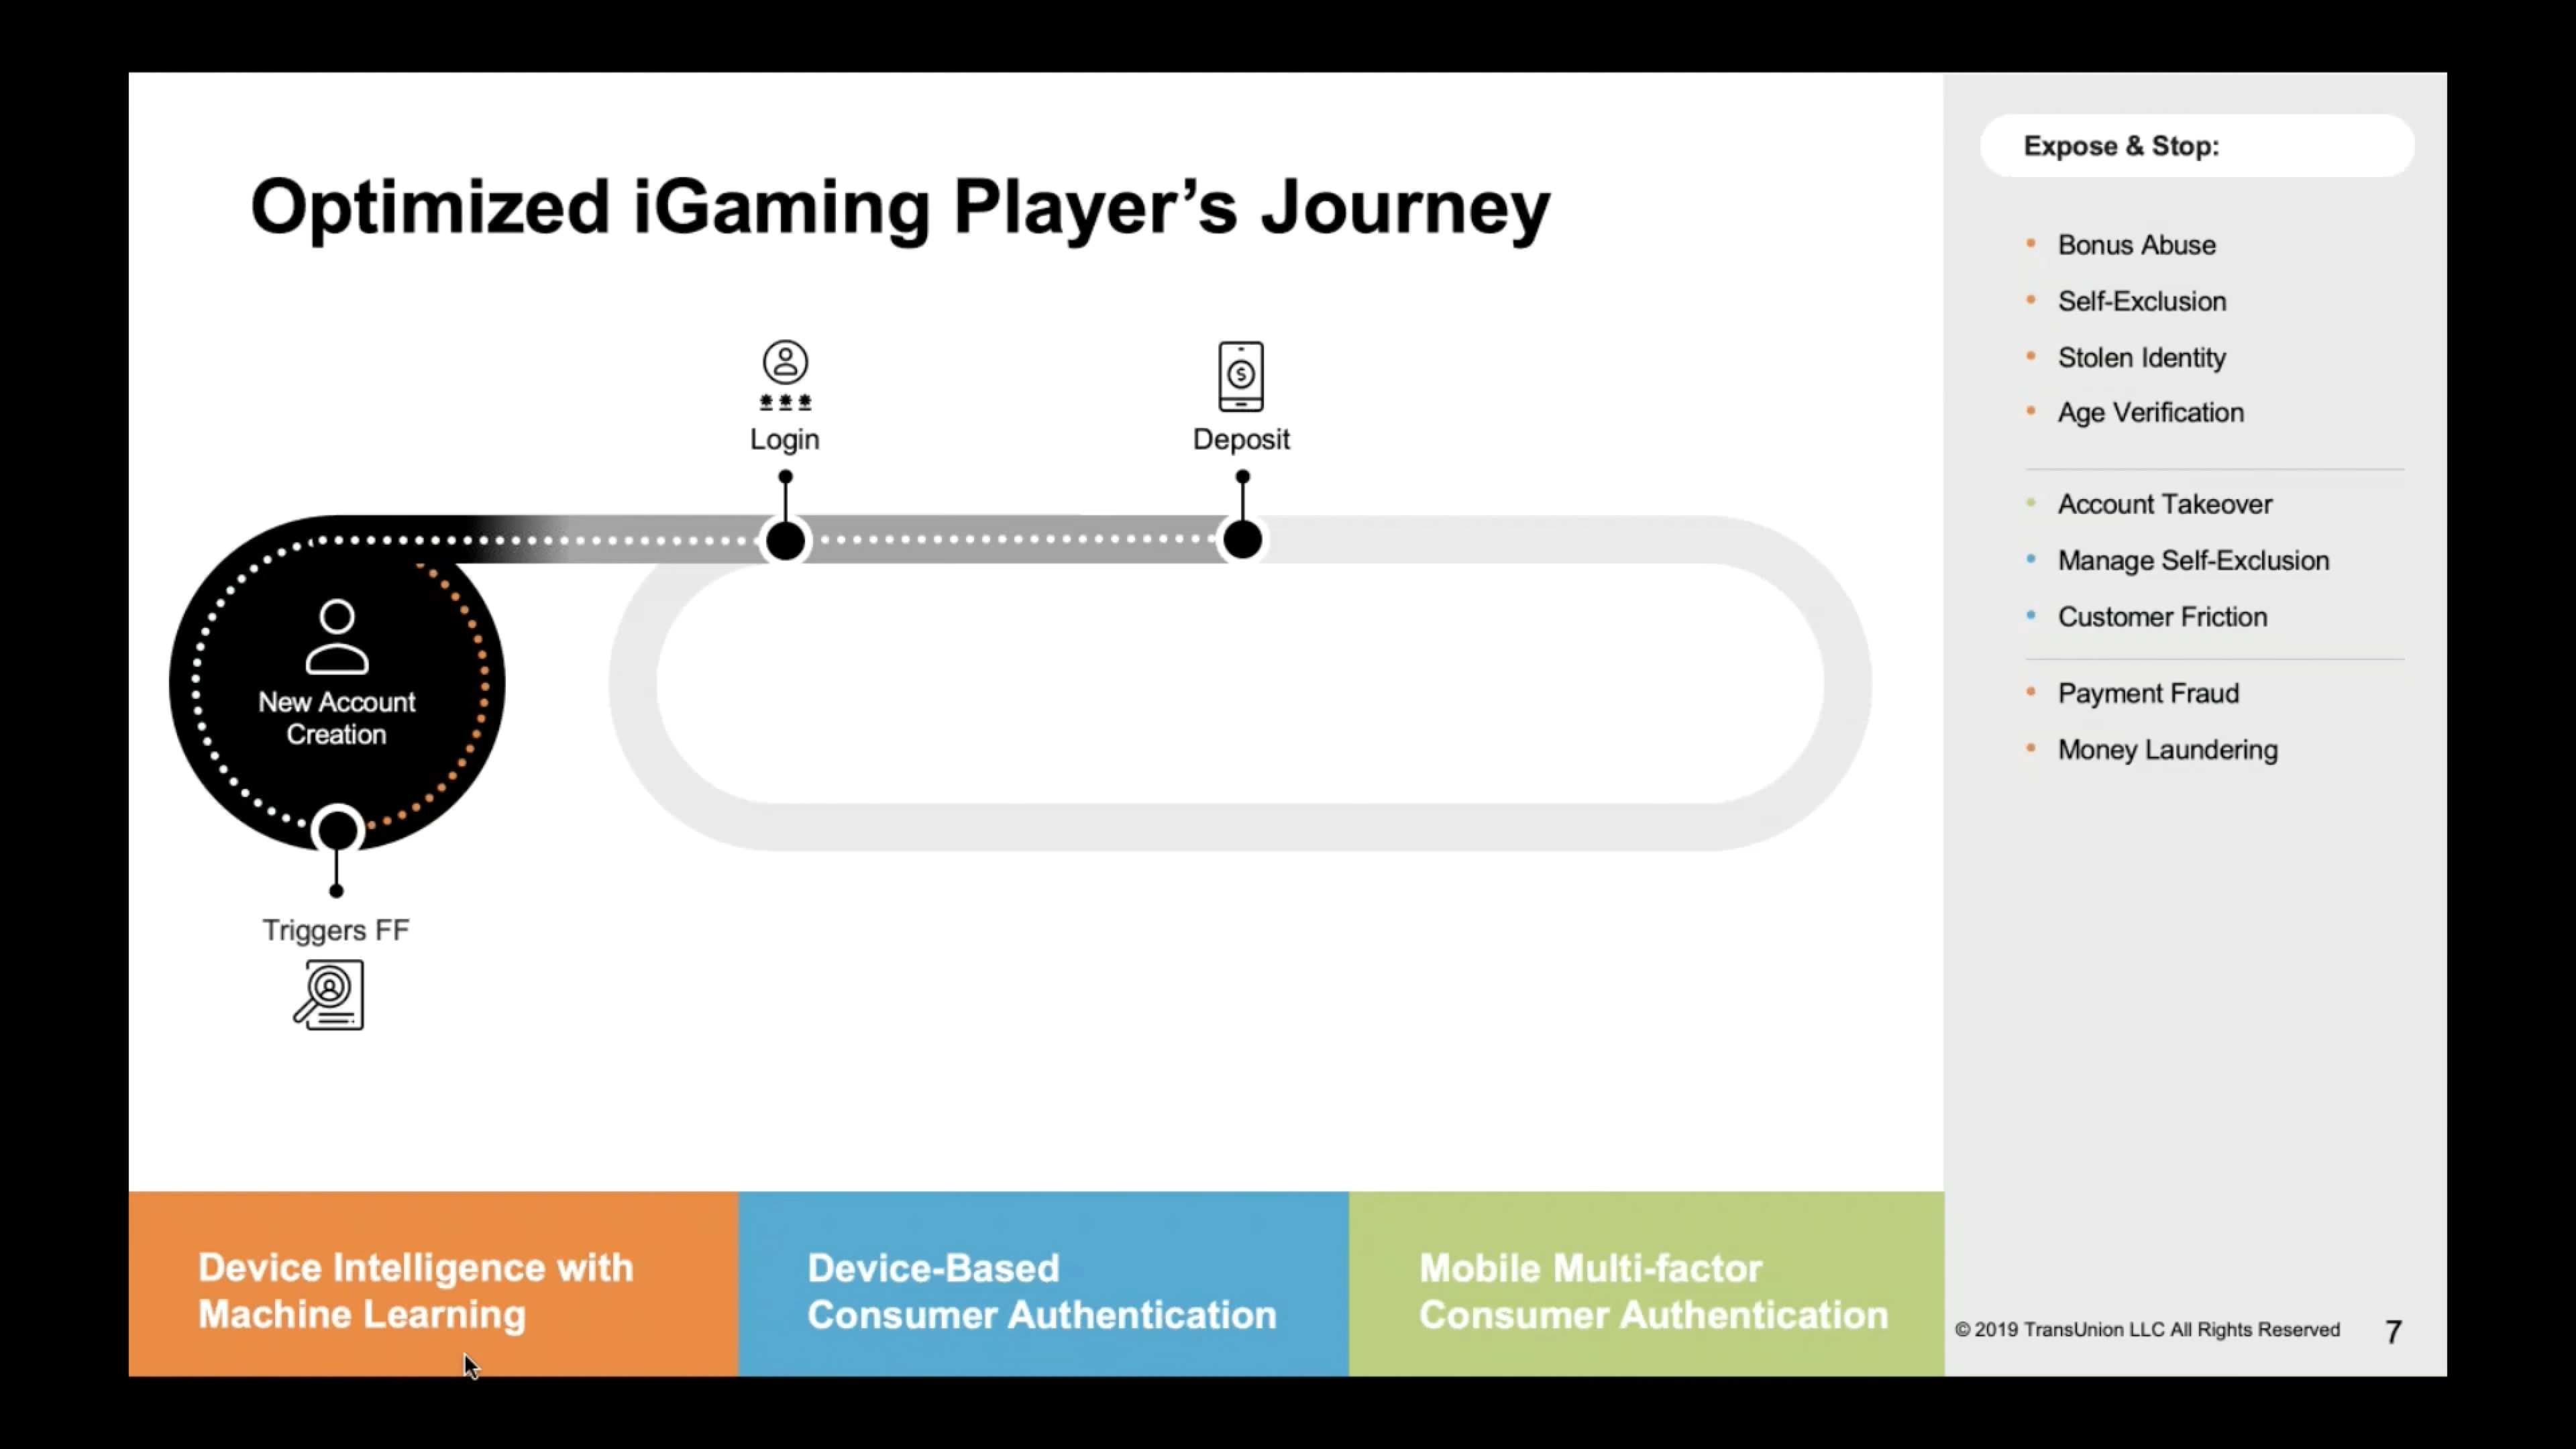 Optimized iGaming Player’s Journey
Login
Deposit
New Account
Creation
Triggers FF
Expose & Stop:
• Bonus Abuse
• Self-Exclusion
• Stolen Identity
• Age Verification
• Account Takeover
• Manage Self-Exclusion
• Customer Friction
• Payment Fraud
• Money Laundering
Device Intelligence with
Machine Learning
Device-Based
Consumer Authentication
Mobile Multi-factor
Consumer Authentication
© 2019 TransUnion LLC All Rights Reserved
7